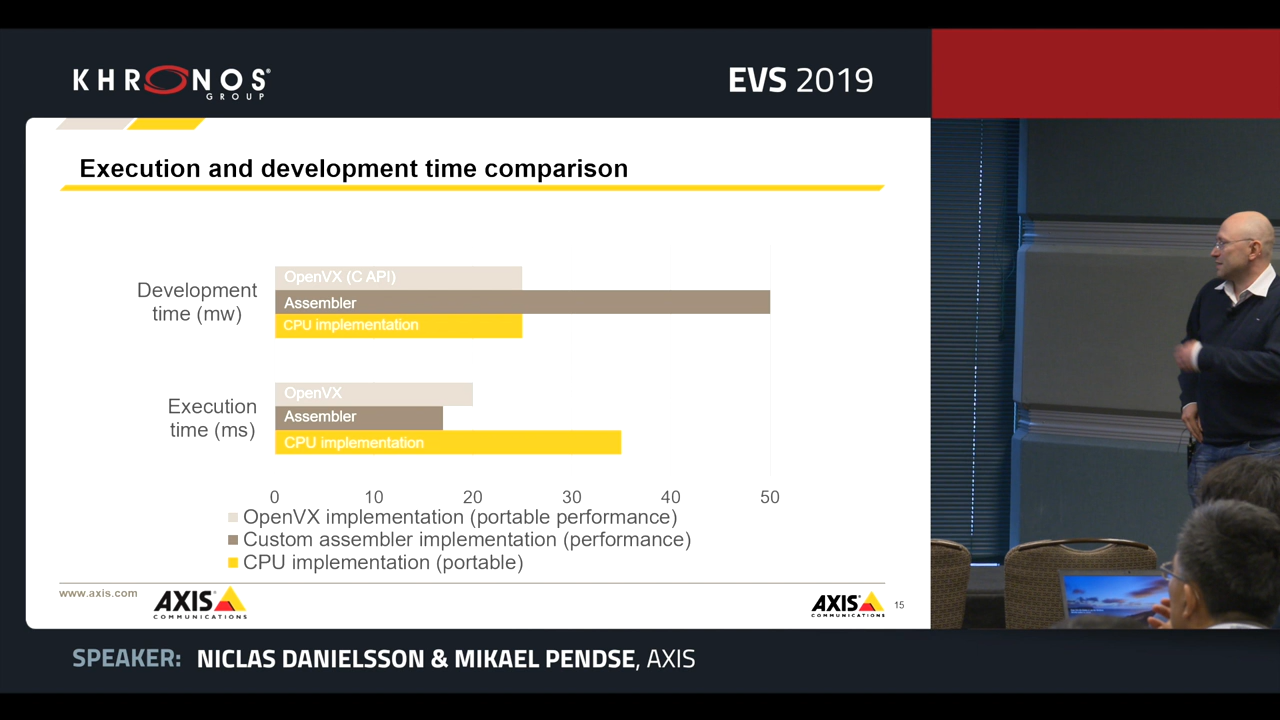 KHRONOS®
GROUP
EVS 2019
Execution and development time comparison
Development
time (mw)
OpenVX (C API)
Assembler
CPU implementation
Execution
time (ms)
OpenVX
Assembler
CPU implementation
0 10 20 30 40 50
OpenVX implementation (portable performance)
Custom assembler implementation (performance)
CPU implementation (portable)
www.axis.com
AXIS
COMMUNICATIONS
AXIS
COMMUNICATIONS
15
SPEAKER: NICLAS DANIELSSON & MIKAEL PENDSE, AXIS